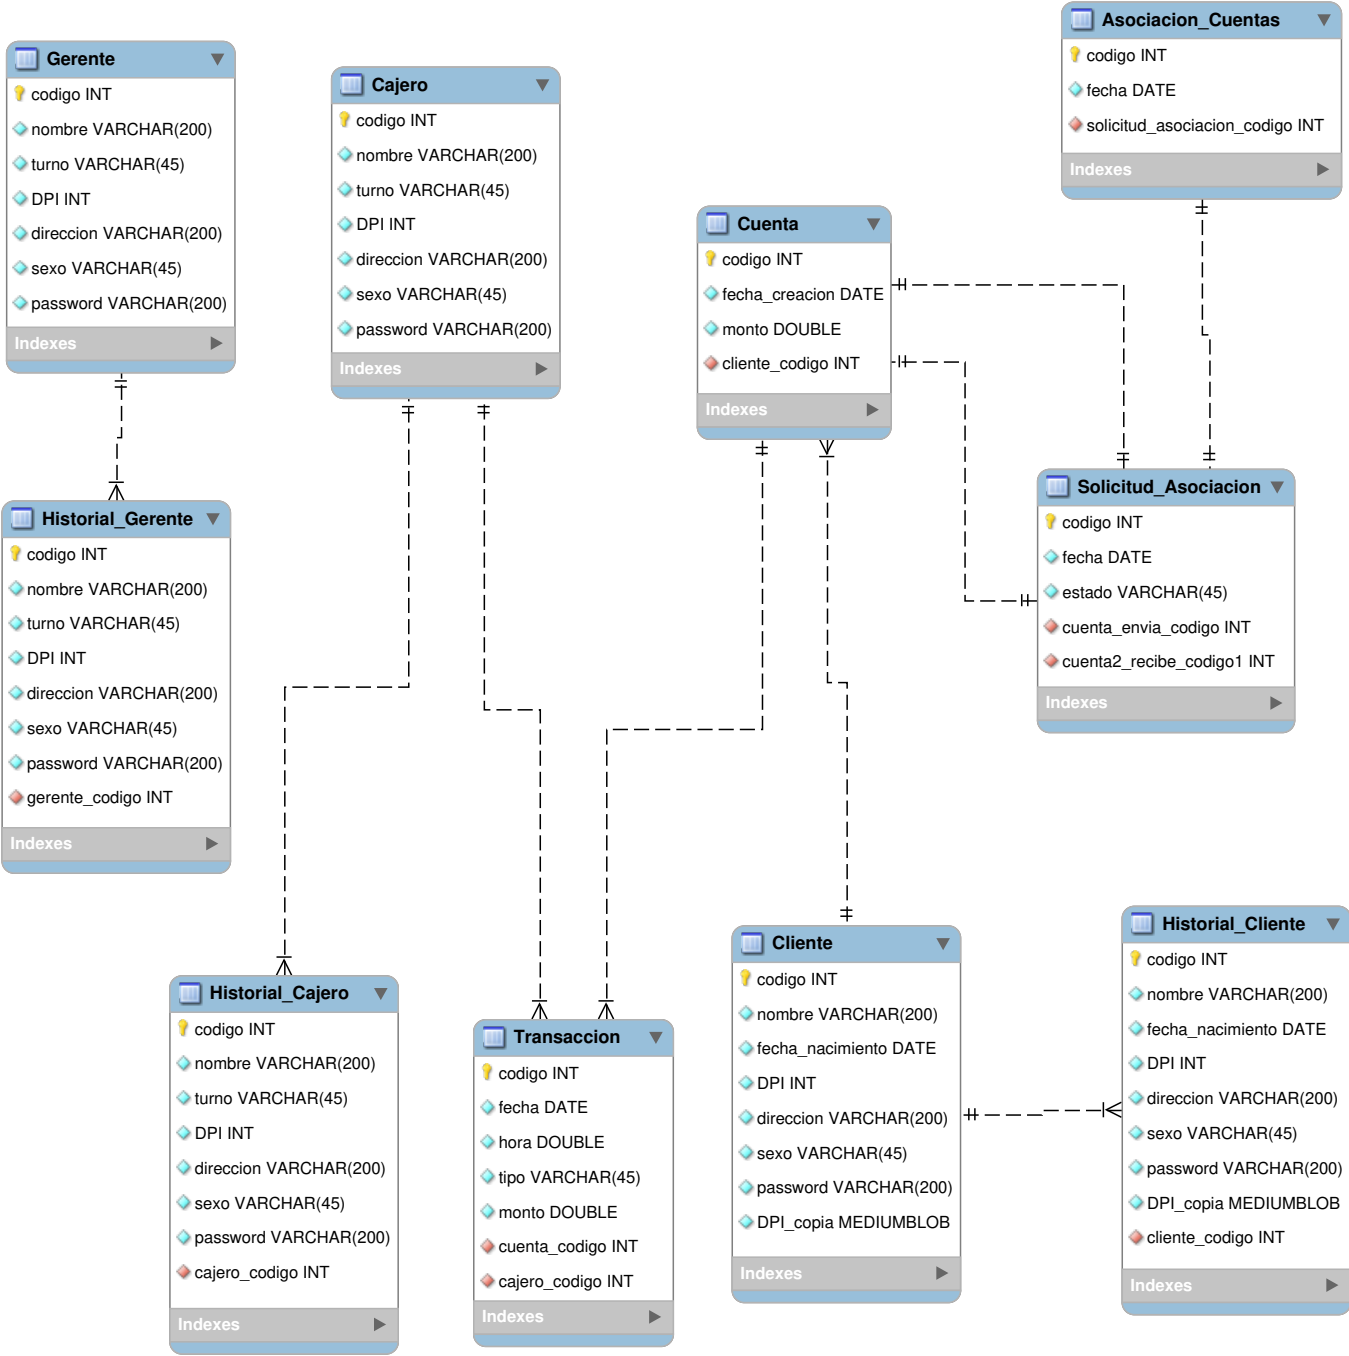 Gerente
codigo INT
nombre VARCHAR(200)
turno VARCHAR(45)
DPI INT
direccion VARCHAR(200)
sexo VARCHAR(45)
password VARCHAR(200)
Indexes
Cajero
codigo INT
nombre VARCHAR(200)
turno VARCHAR(45)
DPI INT
direccion VARCHAR(200)
sexo VARCHAR(45)
password VARCHAR(200)
Indexes
Cuenta
codigo INT
fecha_creacion DATE
monto DOUBLE
cliente_codigo INT
Indexes
Asociacion_Cuentas
codigo INT
fecha DATE
solicitud_asociacion_codigo INT
Indexes
Solicitud_Asociacion
codigo INT
fecha DATE
estado VARCHAR(45)
cuenta_envia_codigo INT
cuenta2_recibe_codigo1 INT
Indexes
Historial_Gerente
codigo INT
nombre VARCHAR(200)
turno VARCHAR(45)
DPI INT
direccion VARCHAR(200)
sexo VARCHAR(45)
password VARCHAR(200)
gerente_codigo INT
Indexes
Historial_Cajero
codigo INT
nombre VARCHAR(200)
turno VARCHAR(45)
DPI INT
direccion VARCHAR(200)
sexo VARCHAR(45)
password VARCHAR(200)
cajero_codigo INT
Indexes
Transaccion
codigo INT
fecha DATE
hora DOUBLE
tipo VARCHAR(45)
monto DOUBLE
cuenta_codigo INT
cajero_codigo INT
Indexes
Cliente
codigo INT
nombre VARCHAR(200)
fecha_nacimiento DATE
DPI INT
direccion VARCHAR(200)
sexo VARCHAR(45)
password VARCHAR(200)
DPI_copia MEDIUMBLOB
Indexes
Historial_Cliente
codigo INT
nombre VARCHAR(200)
fecha_nacimiento DATE
DPI INT
direccion VARCHAR(200)
sexo VARCHAR(45)
password VARCHAR(200)
DPI_copia MEDIUMBLOB
cliente_codigo INT
Indexes